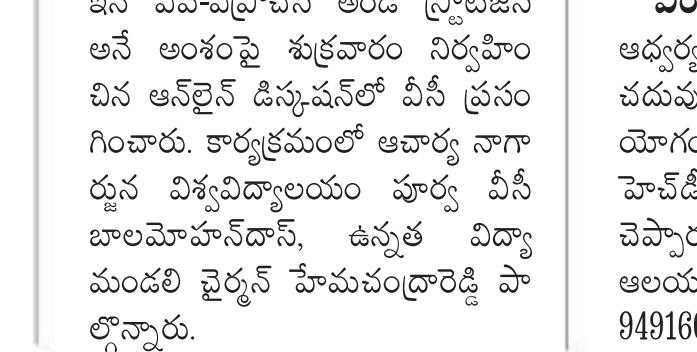 అనే అంశంపై శుక్రవారం నిర్వహిం
చిన ఆన్‌లైన్ డిస్కషన్‌లో వీసీ ప్రసం
గించారు. కార్యక్రమంలో ఆచార్య నాగా
ర్జున విశ్వవిద్యాలయం పూర్వ వీసీ
బాలమోహన్‌దాస్, ఉన్నత విద్యా
మండలి చైర్మన్ హేమచంద్రారెడ్డి పా
ల్గొన్నారు.
ఆధ్వర్య
చదువు
యోగం
హెచ్‌డీ
చెప్పార
ఆలయ
94916